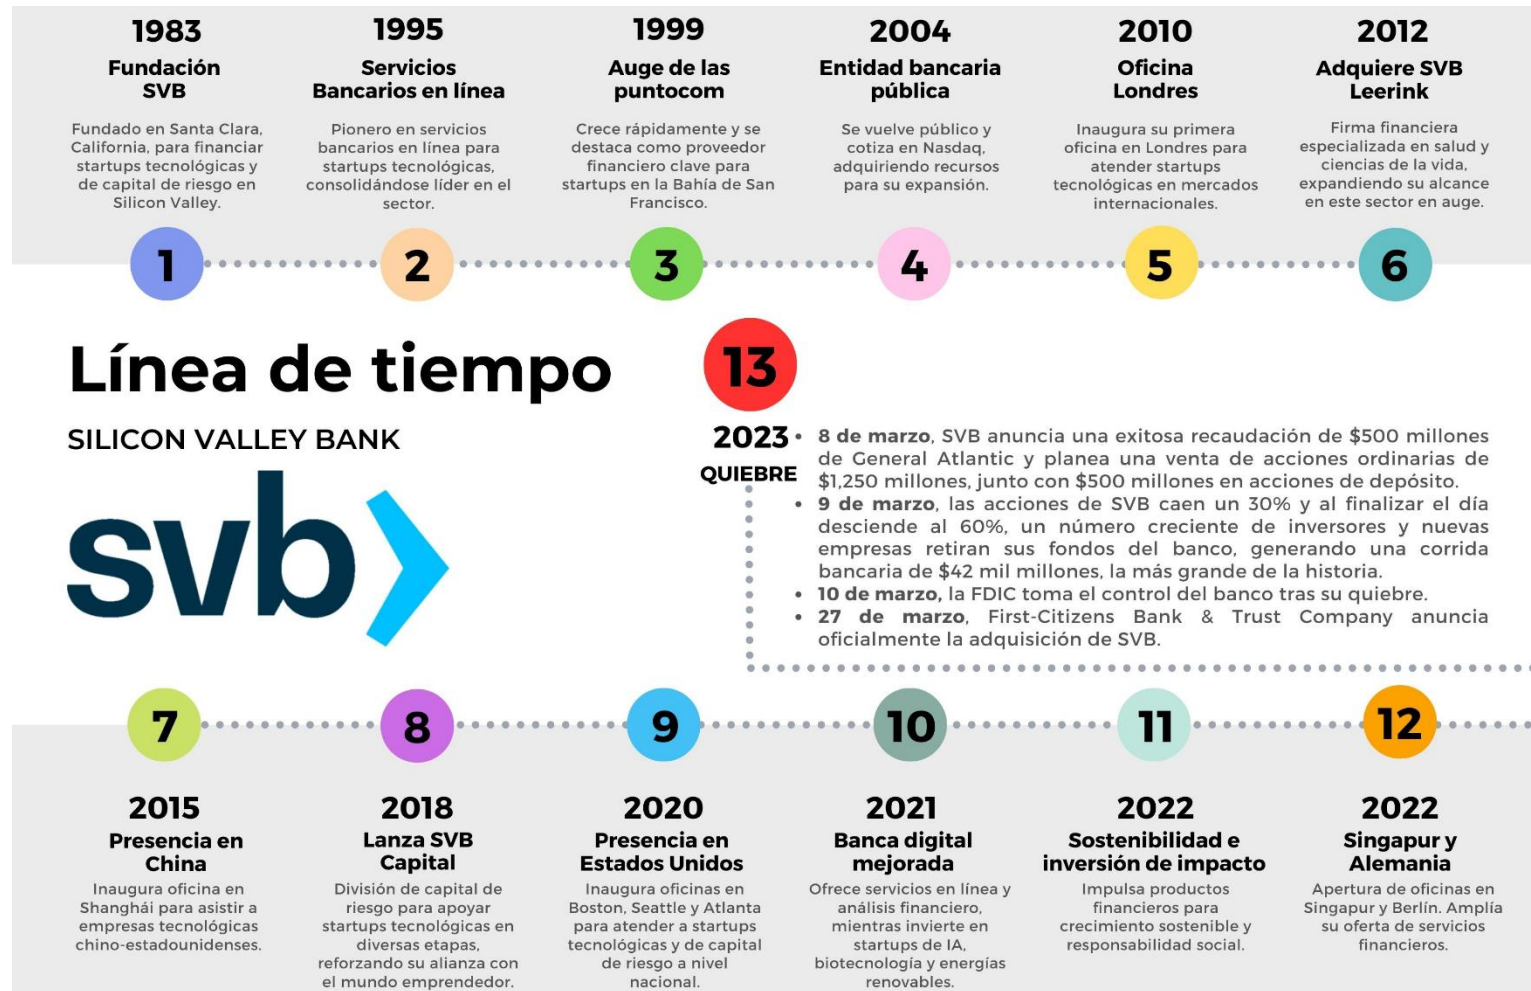 1983
Fundación
SVB
Fundado en Santa Clara,
California, para financiar
startups tecnológicas y
de capital de riesgo en
Silicon Valley.
1
1995
Servicios
Bancarios en línea
Pionero en servicios
bancarios en línea para
startups tecnológicas,
consolidándose líder en el
sector.
2
1999
Auge de las
puntocom
Crece rápidamente y se
destaca como proveedor
financiero clave para
startups en la Bahía de San
Francisco.
3
2004
Entidad bancaria
pública
Se vuelve público y
cotiza en Nasdaq,
adquiriendo recursos
para su expansión.
4
2010
Oficina
Londres
Inaugura su primera
oficina en Londres para
atender startups
tecnológicas en mercados
internacionales.
5
2012
Adquiere SVB
Leerink
Firma financiera
especializada en salud y
ciencias de la vida,
expandiendo su alcance
en este sector en auge.
6
Línea de tiempo
SILICON VALLEY BANK
svb
13
2023
QUIEBRE
• 8 de marzo, SVB anuncia una exitosa recaudación de $500 millones
de General Atlantic y planea una venta de acciones ordinarias de
$1,250 millones, junto con $500 millones en acciones de depósito.
• 9 de marzo, las acciones de SVB caen un 30% y al finalizar el día
desciende al 60%, un número creciente de inversores y nuevas
empresas retiran sus fondos del banco, generando una corrida
bancaria de $42 mil millones, la más grande de la historia.
• 10 de marzo, la FDIC toma el control del banco tras su quiebre.
• 27 de marzo, First-Citizens Bank & Trust Company anuncia
oficialmente la adquisición de SVB.
7
2015
Presencia en
China
Inaugura oficina en
Shanghái para asistir a
empresas tecnológicas
chino-estadounidenses.
8
2018
Lanza SVB
Capital
División de capital de
riesgo para apoyar
startups tecnológicas en
diversas etapas,
reforzando su alianza con
el mundo emprendedor.
9
2020
Presencia en
Estados Unidos
Inaugura oficinas en
Boston, Seattle y Atlanta
para atender a startups
tecnológicas y de capital
de riesgo a nivel
nacional.
10
2021
Banca digital
mejorada
Ofrece servicios en línea y
análisis financiero,
mientras invierte en
startups de IA,
biotecnología y energías
renovables.
11
2022
Sostenibilidad e
inversión de impacto
Impulsa productos
financieros para
crecimiento sostenible y
responsabilidad social.
12
2022
Singapur y
Alemania
Apertura de oficinas en
Singapur y Berlín. Amplía
su oferta de servicios
financieros.